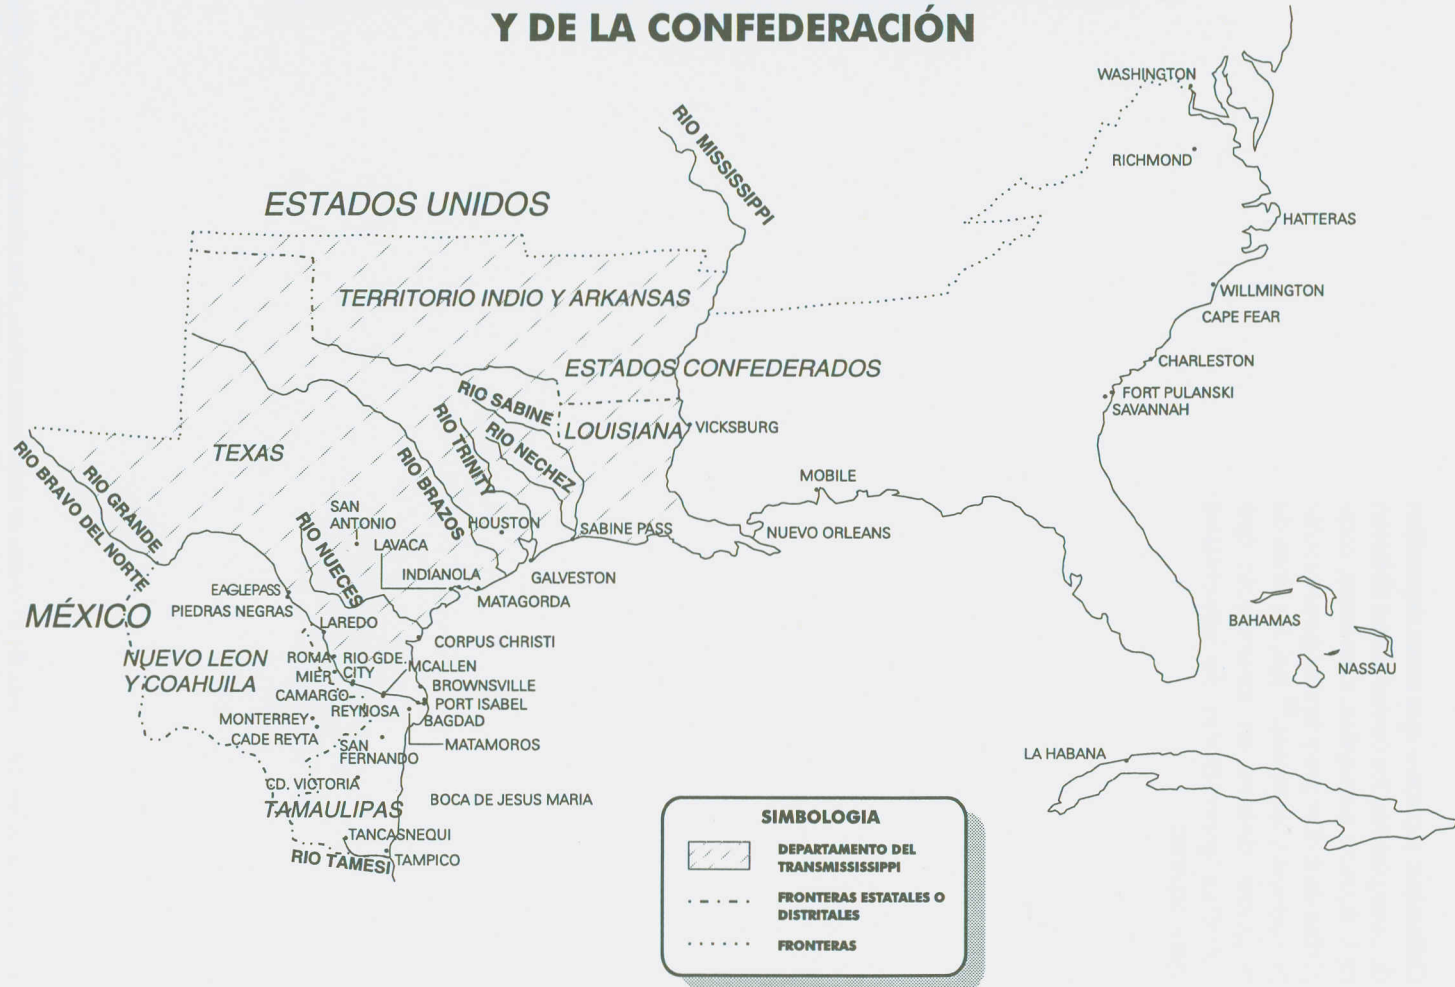 Y DE LA CONFEDERACIÓN
WASHINGTON
RIO MISSISSIPPI
RICHMOND
ESTADOS UNIDOS
HATTERAS
TERRITORIO INDIO Y ARKANSAS
WILLMINGTON
CAPE FEAR
ESTADOS CONFEDERADOS
CHARLESTON
RIO SABINE
FORT PULANSKI
SAVANNAH
RIO TRINITY
LOUISIANA
VICKSBURG
RIO NECHEZ
TEXAS
RIO BRAZOS
RIO GRANDE
RIO BRAVO DEL NORTE
MOBILE
SAN
ANTONIO
HOUSTON
SABINE PASS
NUEVO ORLEANS
RIO NUECES
LAVACA
INDIANOLA
GALVESTON
EAGLEPASS
MATAGORDA
PIEDRAS NEGRAS
MÉXICO
LAREDO
BAHAMAS
CORPUS CHRISTI
NUEVO LEON
Y COAHUILA
ROMA
RIO GDE.
CITY
MCALLEN
NASSAU
MIER
BROWNSVILLE
CAMARGO
PORT ISABEL
REYNOSA
BAGDAD
MONTERREY
CADE REYTA
SAN
FERNANDO
MATAMOROS
LA HABANA
CD. VICTORIA
TAMAULIPAS
BOCA DE JESUS MARIA
TANCASNEQUI
RIO TAMESI
TAMPICO
SIMBOLOGIA
DEPARTAMENTO DEL
TRANSMISSISSIPPI
FRONTERAS ESTATALES O
DISTRITALES
FRONTERAS